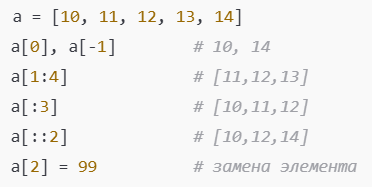 a = [10, 11, 12, 13, 14]
a[0], a[-1]        # 10, 14
a[1:4]             # [11,12,13]
a[:3]              # [10,11,12]
a[::2]             # [10,12,14]
a[2] = 99          # замена элемента